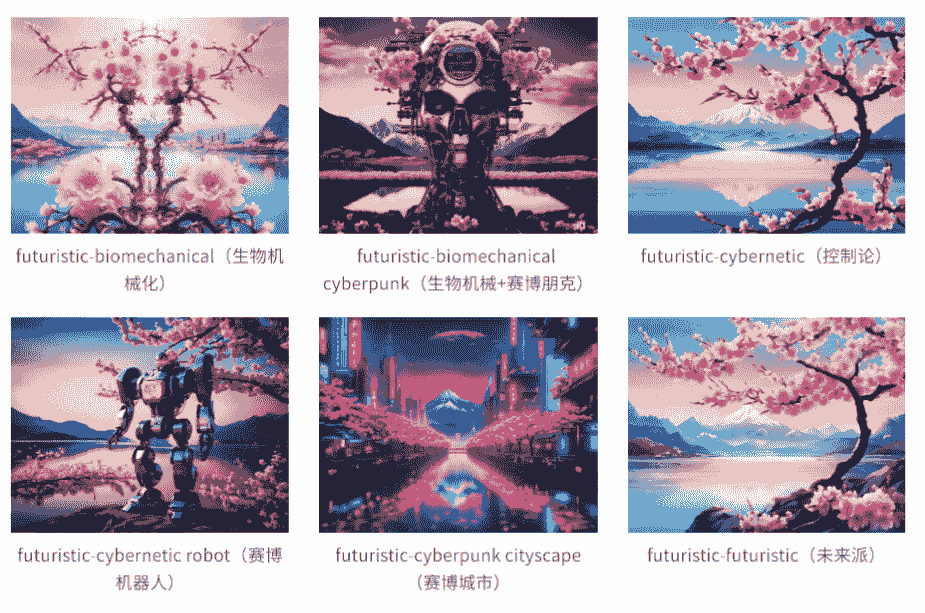 futuristic-biomechanical（生物机
械化）
futuristic-biomechanical
cyberpunk（生物机械+赛博朋克）
futuristic-cybernetic（控制论）
futuristic-cybernetic robot（赛博
机器人）
futuristic-cyberpunk cityscape
（赛博城市）
futuristic-futuristic（未来派）